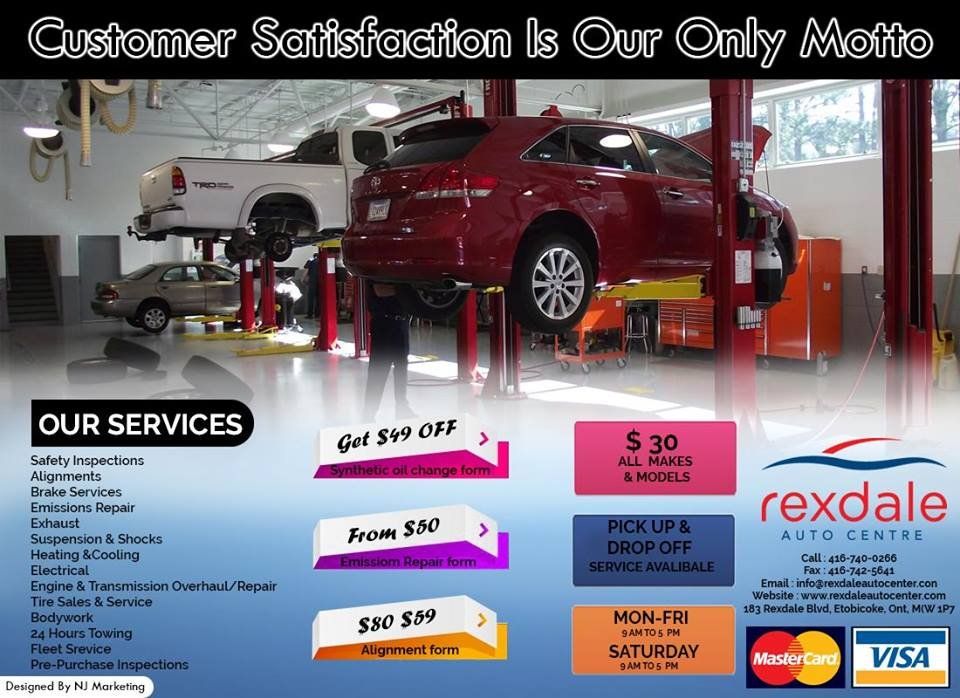 Customer Satisfaction Is Our Only Motto
TRD
OUR SERVICES
Safety Inspections
Alignments
Brake Services
Emissions Repair
Exhaust
Suspension & Shocks
Heating &Cooling
Electrical
Engine & Transmission Overhaul/Repair
Tire Sales & Service
Bodywork
24 Hours Towing
Fleet Srevice
Pre-Purchase Inspections
Designed By NJ Marketing
Get $49 OFF
Synthetic oil change form
From $50
Emissiom Repair form
$80 $59
Alignment form
$ 30
ALL MAKES
& MODELS
PICK UP &
DROP OFF
SERVICE AVALIBALE
MON-FRI
9 AM TO 5 PM
SATURDAY
9 AM TO 5 PM
rexdale
AUTO CENTRE
Call : 416-740-0266
Fax : 416-742-5641
Email : info@rexdaleautocenter.con
Website : www.rexdaleautocenter.com
183 Rexdale Blvd, Etobicoke, Ont, M(W 1P7
MasterCard
VISA